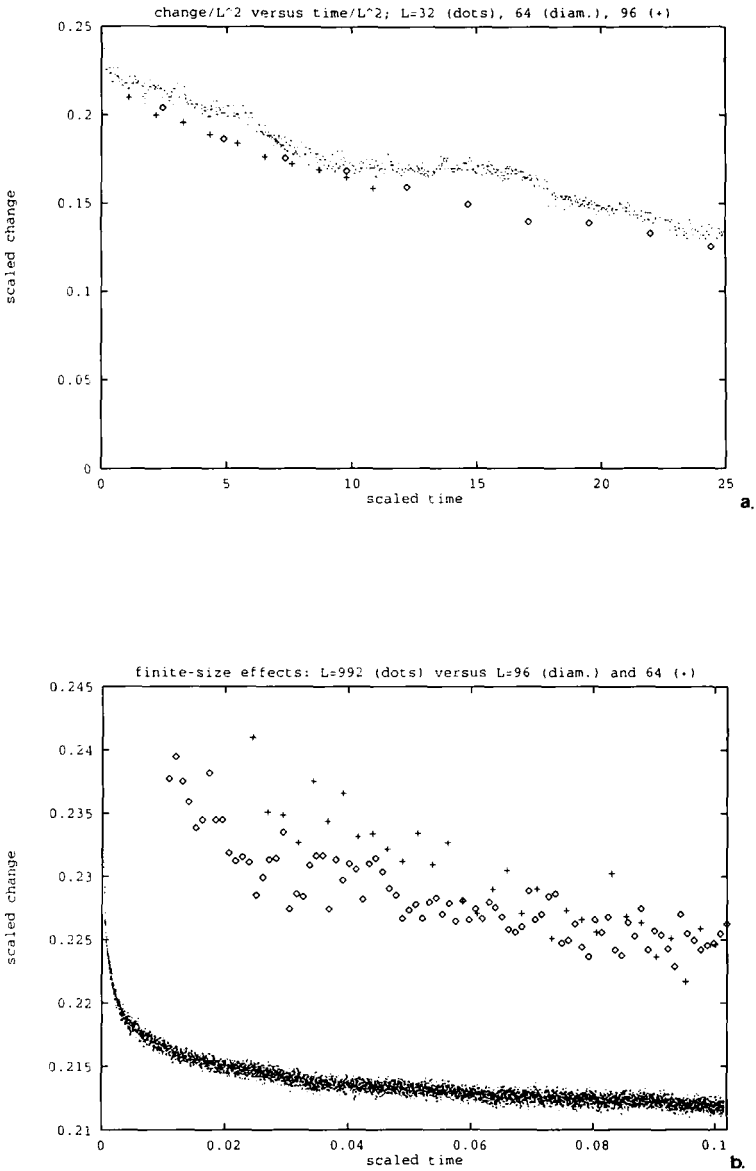 change/L^2 versus time/L^2; L=32 (dots), 64 (diam.), 96 (+)
0.25
0.2
0.15
0.1
0.05
0
scaled change
0 5 10 15 20 25
scaled time
a.
finite-size effects: L=992 (dots) versus L=96 (diam.) and 64 (+)
0.245
0.24
0.235
0.23
0.225
0.22
0.215
0.21
scaled change
0 0.02 0.04 0.06 0.08 0.1
scaled time
b.